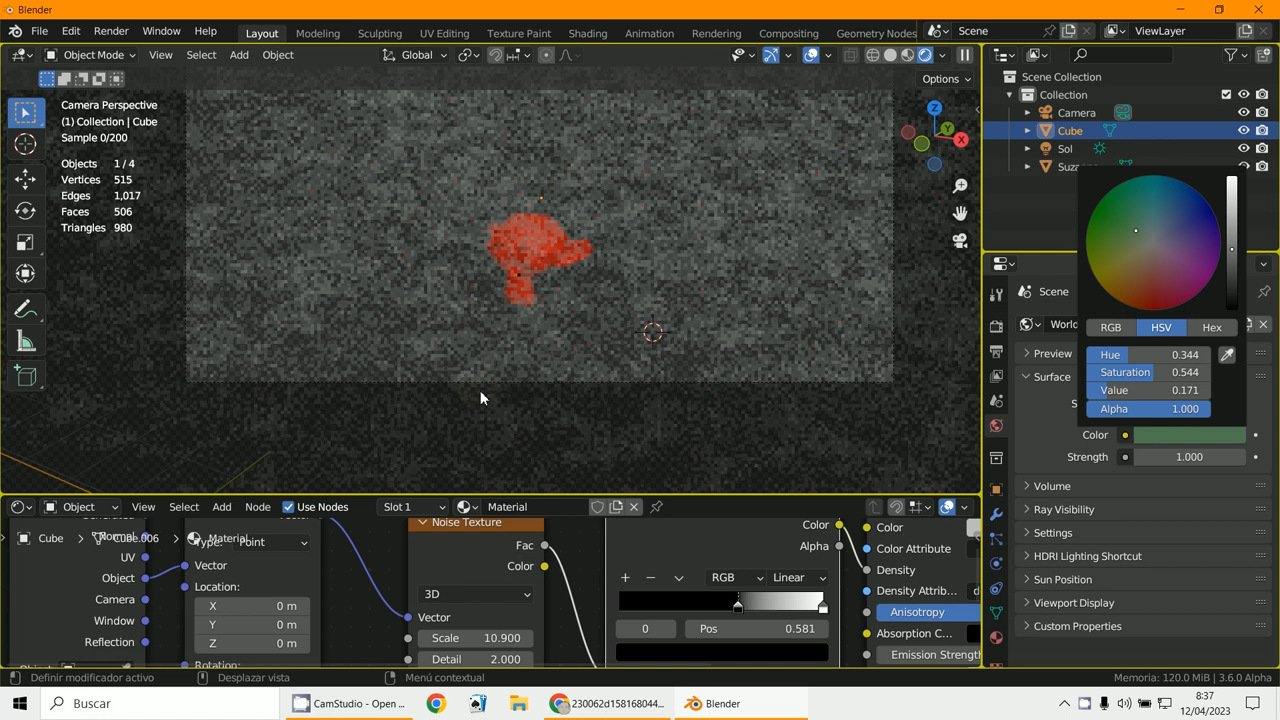 Blender
File Edit Render Window Help Layout Modeling Sculpting UV Editing Texture Paint Shading Animation Rendering Compositing Geometry Nodes Scene ViewLayer
Object Mode View Select Add Object Global
Options
Camera Perspective
(1) Collection | Cube
Sample 0/200
Objects 1 / 4
Vertices 515
Edges 1,017
Faces 506
Triangles 980
Z
Y
X
Scene Collection
Collection
Camera
Cube
Sol
RGB HSV Hex
Hue 0.344
Saturation 0.544
Value 0.171
Alpha 1.000
Scene
Preview
Surface
Color
Strength 1.000
Volume
Ray Visibility
Settings
HDRI Lighting Shortcut
Sun Position
Viewport Display
Custom Properties
Object View Select Add Node Use Nodes Slot 1 Material
Cube Cube.006 Material
UV
Object
Camera
Window
Reflection
Type: Point
Vector
Location:
X 0 m
Y 0 m
Z 0 m
Rotation:
Noise Texture
Fac
Color
3D
Vector
Scale 10.900
Detail 2.000
Color
Alpha
RGB Linear
0 Pos 0.581
Color
Color Attribute
Density
Density Attrib...
Anisotropy
Absorption C...
Emission Strength
Definir modificador activo Desplazar vista Menú contextual Memoria: 120.0 MiB | 3.6.0 Alpha
Buscar CamStudio - Open ... 230062d158168044... Blender
8:37
12/04/2023